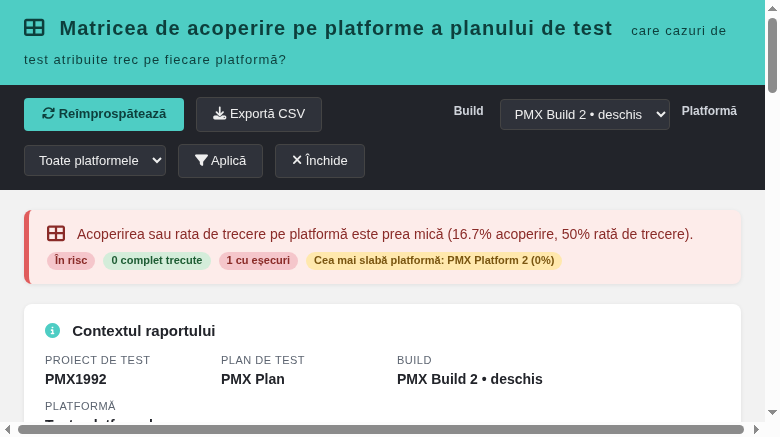 Matricea de acoperire pe platforme a planului de test care cazuri de
test atribuite trec pe fiecare platformă?
Reîmprospătează Exportă CSV Build PMX Build 2 • deschis Platformă
Toate platformele Aplică Închide
Acoperirea sau rata de trecere pe platformă este prea mică (16.7% acoperire, 50% rată de trecere).
În risc 0 complet trecute 1 cu eșecuri Cea mai slabă platformă: PMX Platform 2 (0%)
Contextul raportului
PROIECT DE TEST PLAN DE TEST BUILD
PMX1992 PMX Plan PMX Build 2 • deschis
PLATFORMĂ